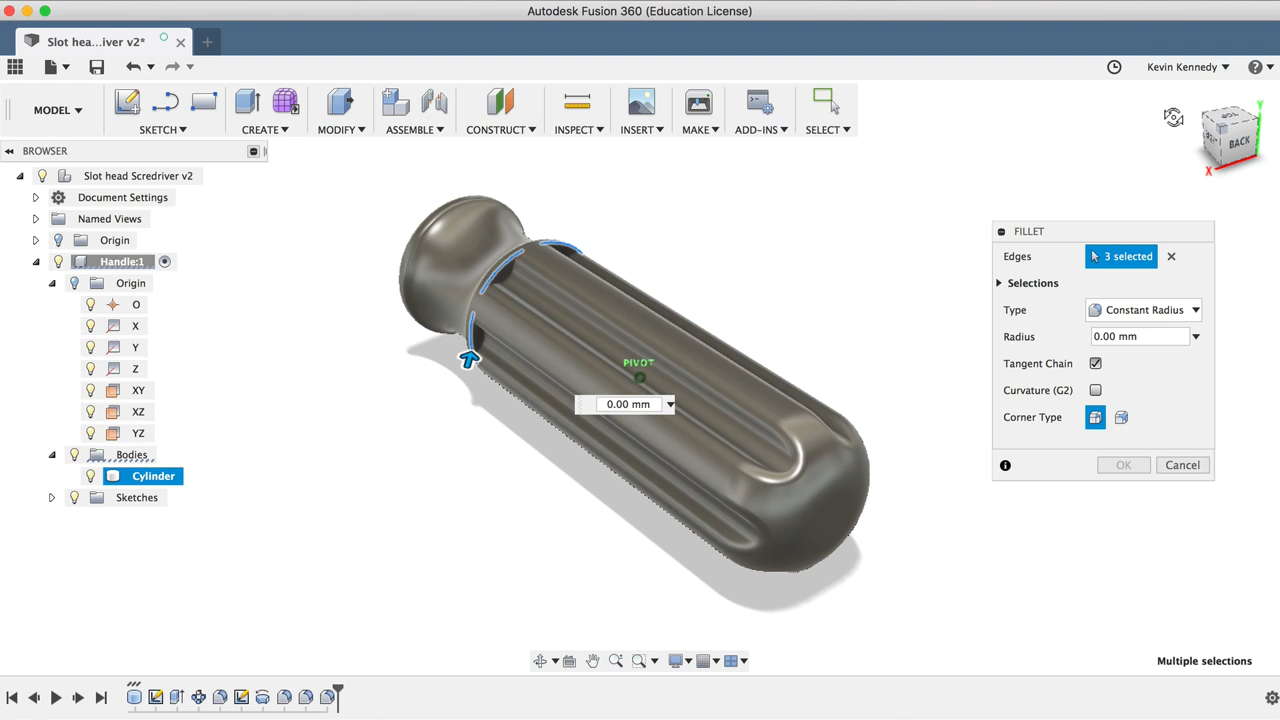 Autodesk Fusion 360 (Education License)
Slot hea...iver v2*
Kevin Kennedy
MODEL
SKETCH
CREATE
MODIFY
ASSEMBLE
CONSTRUCT
INSPECT
INSERT
MAKE
ADD-INS
SELECT
BROWSER
Slot head Scredriver v2
Document Settings
Named Views
Origin
Handle:1
Origin
O
X
Y
Z
XY
XZ
YZ
Bodies
Cylinder
Sketches
PIVOT
0.00 mm
BACK
Y
X
FILLET
Edges
3 selected
Selections
Type
Constant Radius
Radius
0.00 mm
Tangent Chain
Curvature (G2)
Corner Type
OK
Cancel
Multiple selections